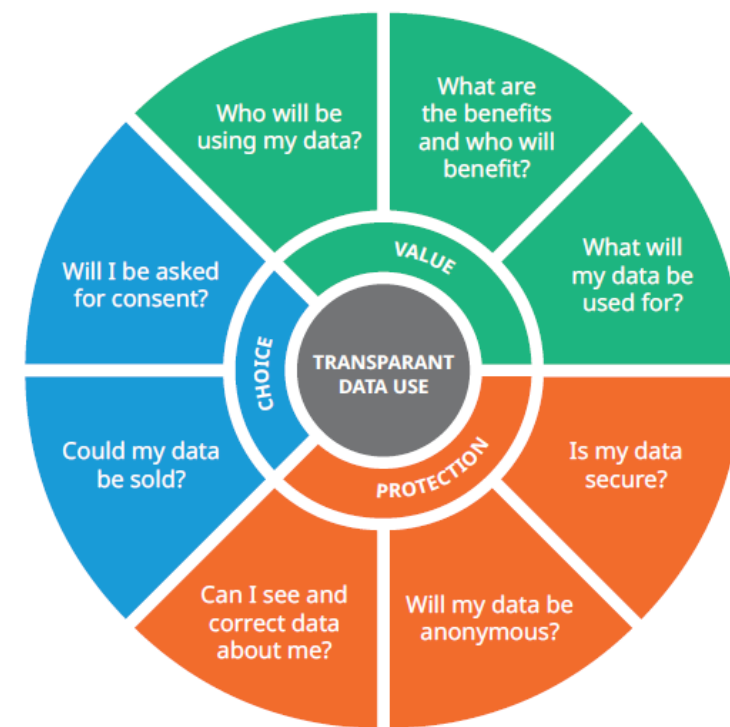 Who will be
using my data?
What are
the benefits
and who will
benefit?
What will
my data be
used for?
Is my data
secure?
Will my data be
anonymous?
Can I see and
correct data
about me?
Could my data
be sold?
Will I be asked
for consent?
VALUE
PROTECTION
CHOICE
TRANSPARANT
DATA USE